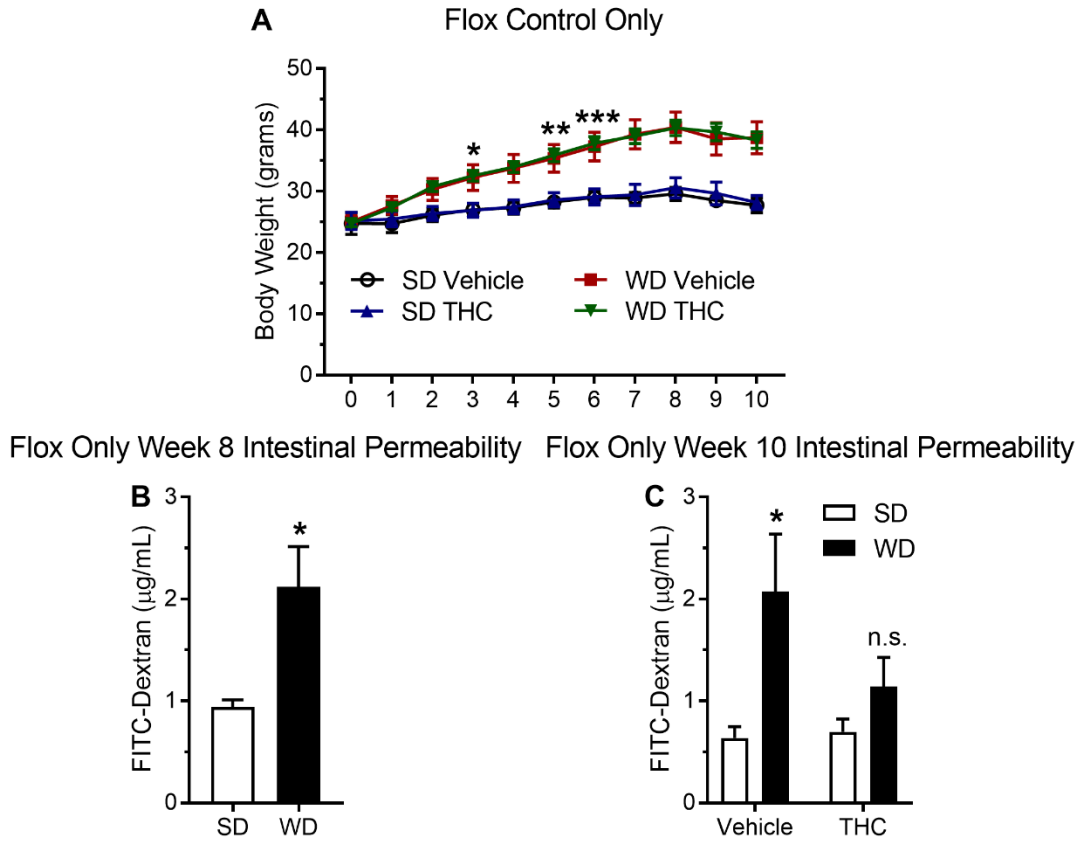 A Flox Control Only
50
40
30
20
10
0
Body Weight (grams)
* ** ***
SD Vehicle WD Vehicle
SD THC WD THC
0 1 2 3 4 5 6 7 8 9 10
Flox Only Week 8 Intestinal Permeability
B
3
2
1
0
FITC-Dextran (μg/mL)
*
SD WD
Flox Only Week 10 Intestinal Permeability
C
3
2
1
0
FITC-Dextran (μg/mL)
*
n.s.
SD
WD
Vehicle THC